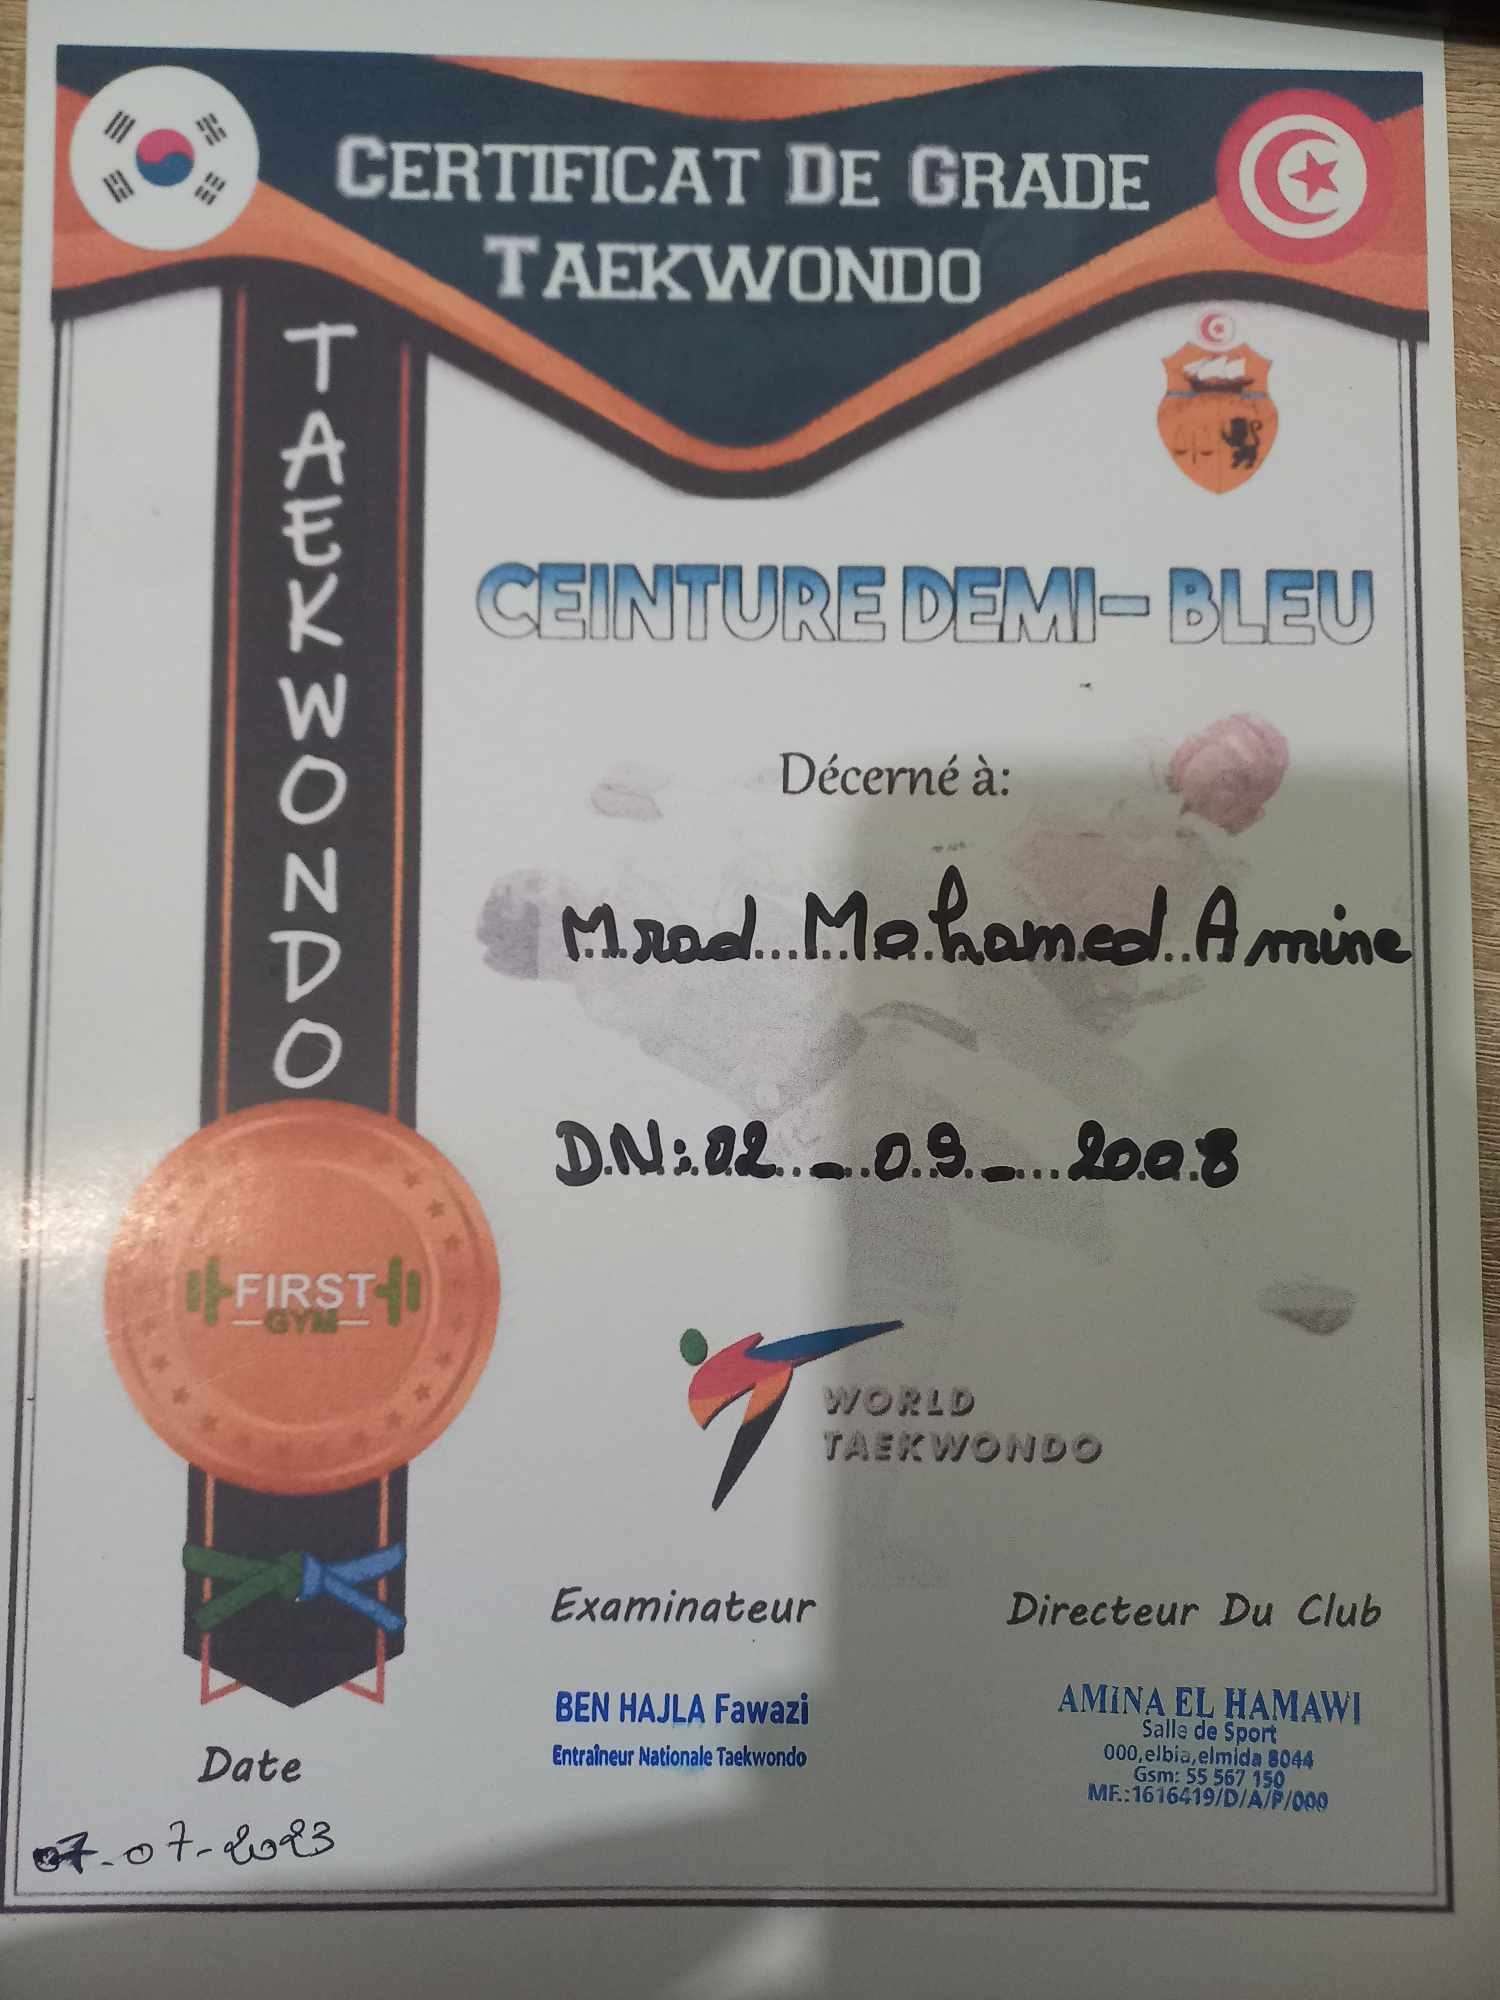 CERTIFICAT DE GRADE
TAEKWONDO
TAEKWONDO
CEINTURE DEMI-BLEU
Décerné à:
Mrad Mohamed Amine
D.N: 02 - 09 - 2008
FIRST
GYM
WORLD
TAEKWONDO
Examinateur
Directeur Du Club
BEN HAJLA Fawazi
Entraîneur Nationale Taekwondo
AMINA EL HAMAWI
Salle de Sport
000,elbia,elmida 8044
Gsm: 55 567 150
MF.:1616419/D/A/P/000
Date
07-07-2023